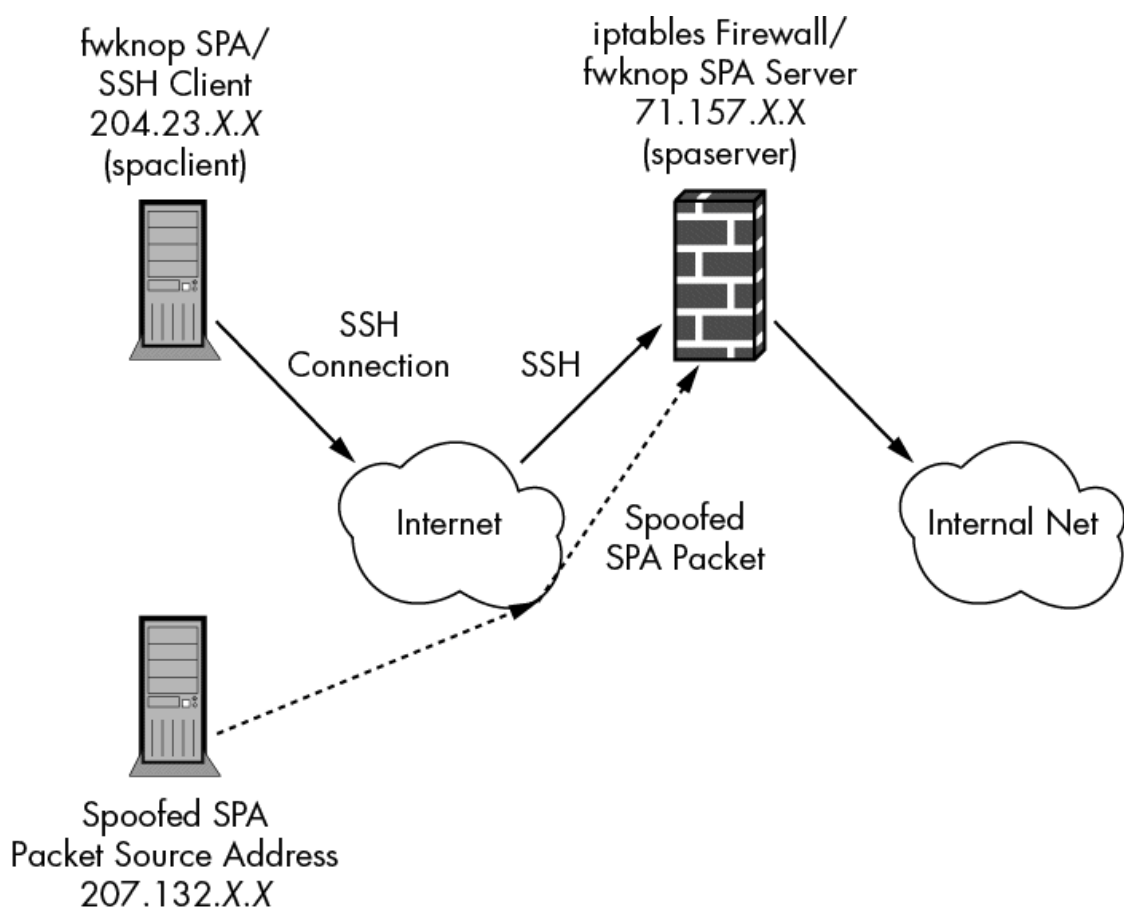 fwknop SPA/
SSH Client
204.23.X.X
(spaclient)
iptables Firewall/
fwknop SPA Server
71.157.X.X
(spaserver)
SSH
Connection
SSH
Internet
Spoofed
SPA Packet
Internal Net
Spoofed SPA
Packet Source Address
207.132.X.X